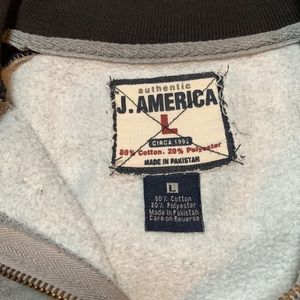 authentic
J.AMERICA
L
CIRCA 1992
80% Cotton. 20% Polyester
MADE IN PAKISTAN
L
80% Cotton
20% Polyester
Made In Pakistan
Care on Reverse